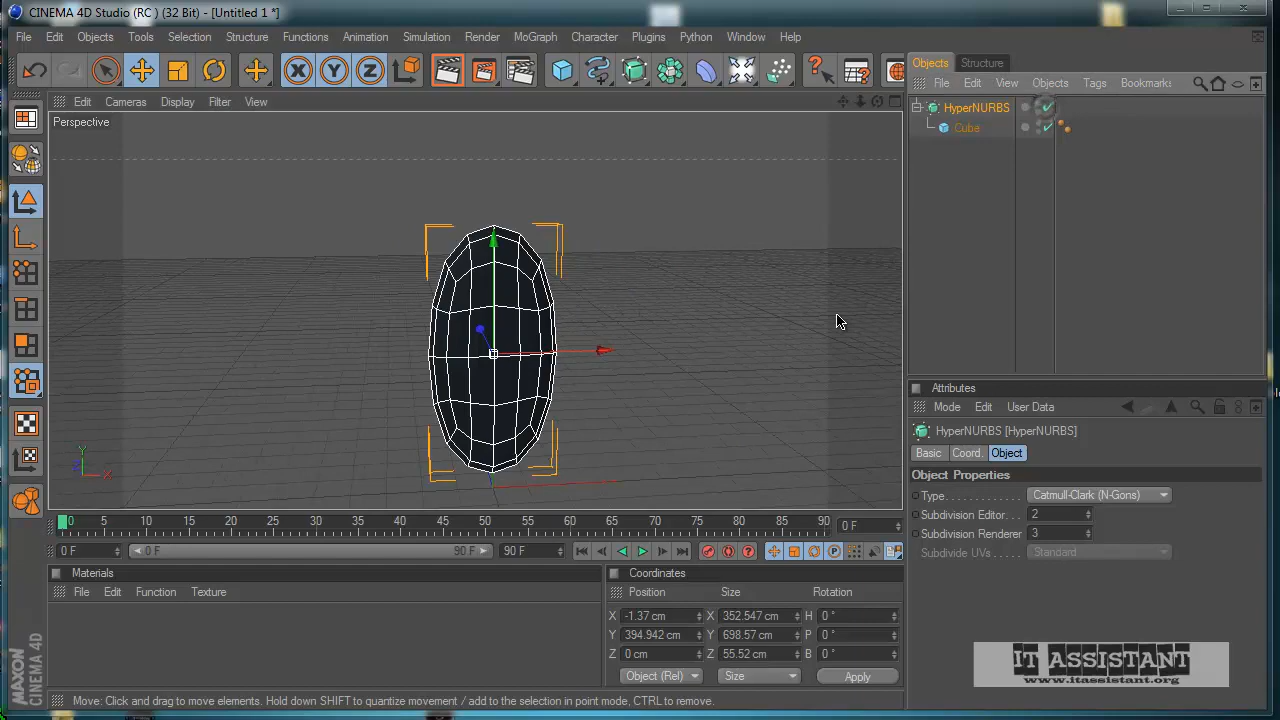 CINEMA 4D Studio (RC ) (32 Bit) - [Untitled 1 *]
File Edit Objects Tools Selection Structure Functions Animation Simulation Render MoGraph Character Plugins Python Window Help
X Y Z
Edit Cameras Display Filter View
Perspective
Y
Z X
Objects Structure
File Edit View Objects Tags Bookmarks
HyperNURBS
Cube
Attributes
Mode Edit User Data
HyperNURBS [HyperNURBS]
Basic Coord. Object
Object Properties
Type Catmull-Clark (N-Gons)
Subdivision Editor 2
Subdivision Renderer 3
Subdivide UVs Standard
0 5 10 15 20 25 30 35 40 45 50 55 60 65 70 75 80 85 90 0 F
0 F 0 F 90 F 90 F
P
Materials
File Edit Function Texture
Coordinates
Position Size Rotation
X -1.37 cm X 352.547 cm H 0 °
Y 394.942 cm Y 698.57 cm P 0 °
Z 0 cm Z 55.52 cm B 0 °
Object (Rel) Size Apply
MAXON
CINEMA 4D
Move: Click and drag to move elements. Hold down SHIFT to quantize movement / add to the selection in point mode, CTRL to remove.
IT ASSISTANT
www.itassistant.org